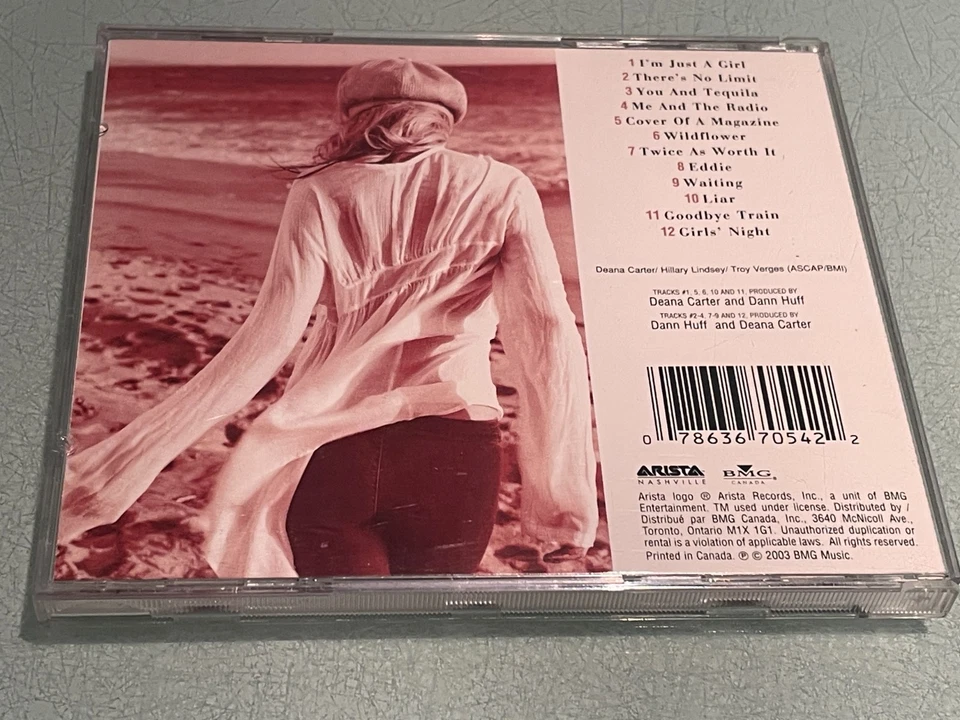 1 I'm Just A Girl
2 There's No Limit
3 You And Tequila
4 Me And The Radio
5 Cover Of A Magazine
6 Wildflower
7 Twice As Worth It
8 Eddie
9 Waiting
10 Liar
11 Goodbye Train
12 Girls' Night
Deana Carter/ Hillary Lindsey/ Troy Verges (ASCAP/BMI)
TRACKS #1, 5, 6, 10 AND 11, PRODUCED BY
Deana Carter and Dann Huff
TRACKS #2-4, 7-9 AND 12, PRODUCED BY
Dann Huff and Deana Carter
0 78636 70542 2
ARISTA NASHVILLE BMG CANADA
Arista logo ® Arista Records, Inc., a unit of BMG
Entertainment. TM used under license. Distributed by /
Distribué par BMG Canada, Inc., 3640 McNicoll Ave.,
Toronto, Ontario M1X 1G1. Unauthorized duplication or
rental is a violation of applicable laws. All rights reserved.
Printed in Canada. ℗ © 2003 BMG Music.